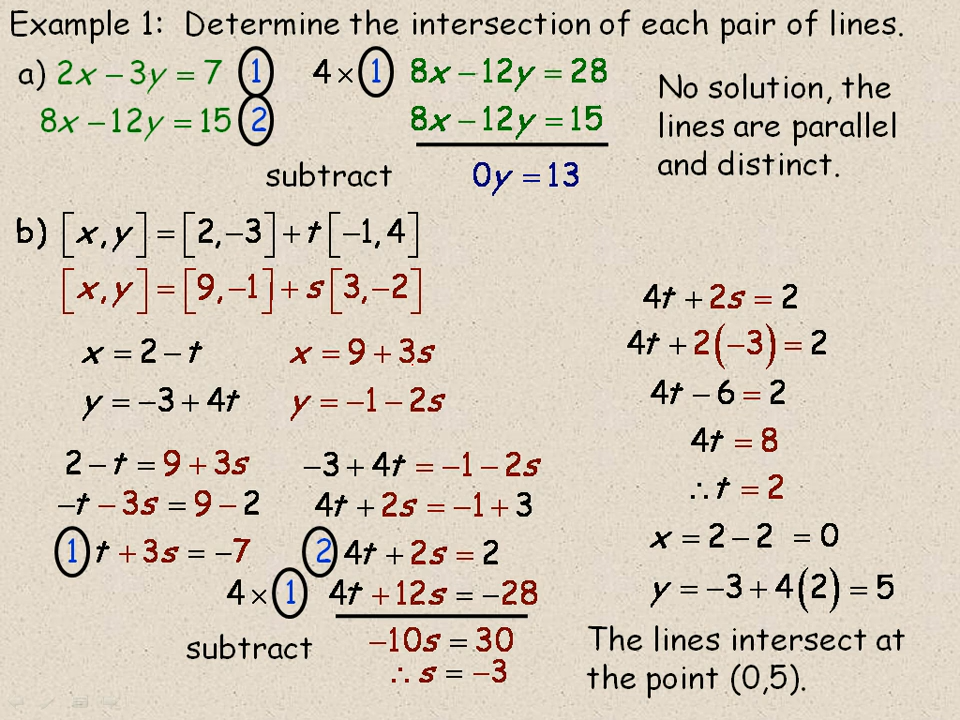 Example 1: Determine the intersection of each pair of lines.
a) 2x − 3y = 7 1
8x − 12y = 15 2
4 × 1 8x − 12y = 28
8x − 12y = 15
subtract 0y = 13
No solution, the
lines are parallel
and distinct.
b) [x, y] = [2, −3] + t [−1, 4]
[x, y] = [9, −1] + s [3, −2]
x = 2 − t x = 9 + 3s
y = −3 + 4t y = −1 − 2s
2 − t = 9 + 3s −3 + 4t = −1 − 2s
−t − 3s = 9 − 2 4t + 2s = −1 + 3
1 t + 3s = −7 2 4t + 2s = 2
4 × 1 4t + 12s = −28
subtract −10s = 30
∴ s = −3
4t + 2s = 2
4t + 2(−3) = 2
4t − 6 = 2
4t = 8
∴ t = 2
x = 2 − 2 = 0
y = −3 + 4(2) = 5
The lines intersect at
the point (0,5).